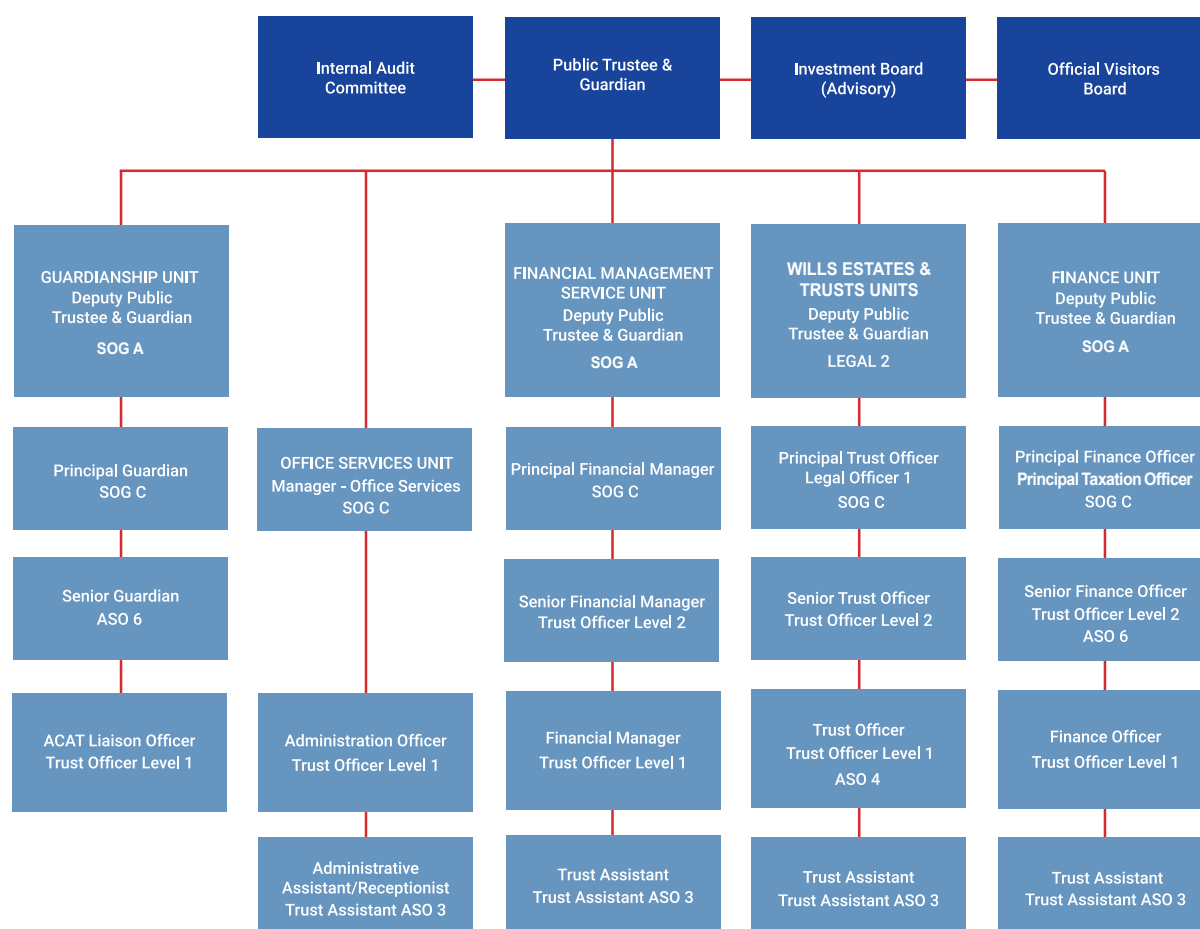 Internal Audit
Committee
Public Trustee &
Guardian
Investment Board
(Advisory)
Official Visitors
Board
GUARDIANSHIP UNIT
Deputy Public
Trustee & Guardian
SOG A
FINANCIAL MANAGEMENT
SERVICE UNIT
Deputy Public
Trustee & Guardian
SOG A
WILLS ESTATES &
TRUSTS UNITS
Deputy Public
Trustee & Guardian
LEGAL 2
FINANCE UNIT
Deputy Public
Trustee & Guardian
SOG A
Principal Guardian
SOG C
OFFICE SERVICES UNIT
Manager - Office Services
SOG C
Principal Financial Manager
SOG C
Principal Trust Officer
Legal Officer 1
SOG C
Principal Finance Officer
Principal Taxation Officer
SOG C
Senior Guardian
ASO 6
Senior Financial Manager
Trust Officer Level 2
Senior Trust Officer
Trust Officer Level 2
Senior Finance Officer
Trust Officer Level 2
ASO 6
ACAT Liaison Officer
Trust Officer Level 1
Administration Officer
Trust Officer Level 1
Financial Manager
Trust Officer Level 1
Trust Officer
Trust Officer Level 1
ASO 4
Finance Officer
Trust Officer Level 1
Administrative
Assistant/Receptionist
Trust Assistant ASO 3
Trust Assistant
Trust Assistant ASO 3
Trust Assistant
Trust Assistant ASO 3
Trust Assistant
Trust Assistant ASO 3